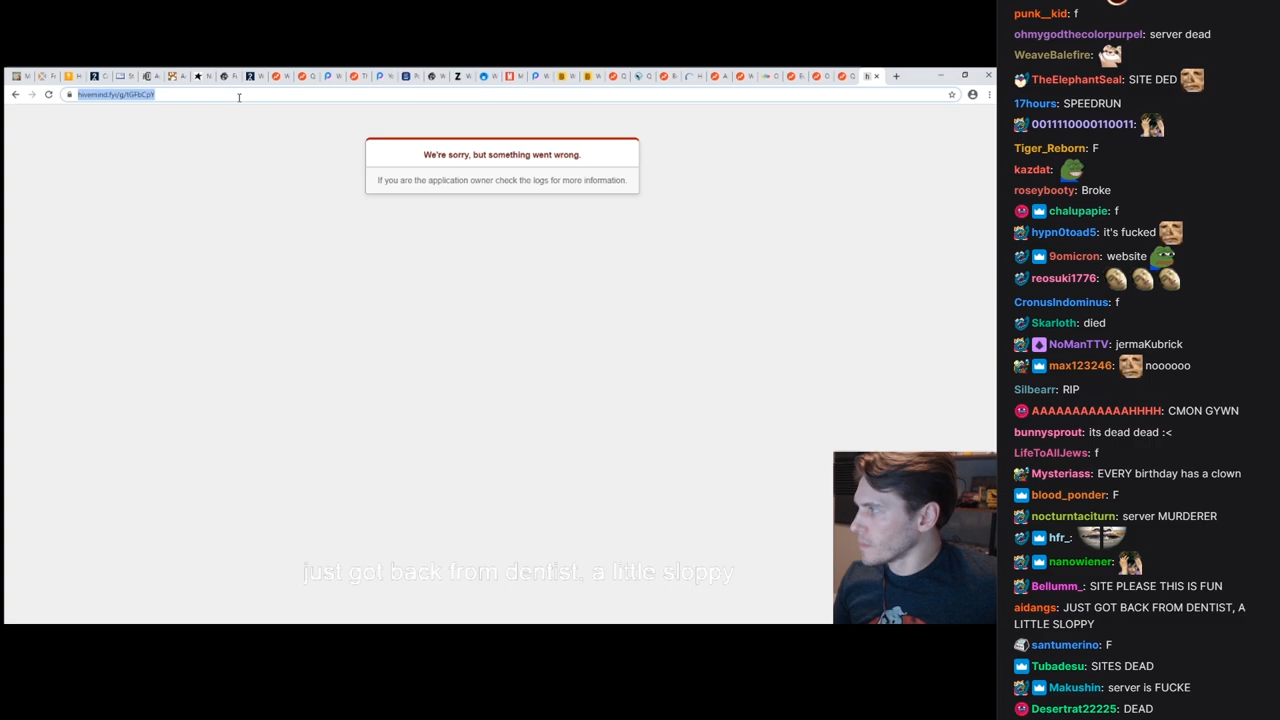 hivemind.fyi/g/tGFbCpY
We're sorry, but something went wrong.
If you are the application owner check the logs for more information.
just got back from dentist, a little sloppy
punk__kid: f
ohmygodthecolorpurpel: server dead
WeaveBalefire:
TheElephantSeal: SITE DED
17hours: SPEEDRUN
0011110000110011:
Tiger_Reborn: F
kazdat:
roseybooty: Broke
chalupapie: f
hypn0toad5: it's fucked
9omicron: website
reosuki1776:
CronusIndominus: f
Skarloth: died
NoManTTV: jermaKubrick
max123246: noooooo
Silbearr: RIP
AAAAAAAAAAAAHHHH: CMON GYWN
bunnysprout: its dead dead :<
LifeToAllJews: f
Mysteriass: EVERY birthday has a clown
blood_ponder: F
nocturntaciturn: server MURDERER
hfr_:
nanowiener:
Bellumm_: SITE PLEASE THIS IS FUN
aidangs: JUST GOT BACK FROM DENTIST, A
LITTLE SLOPPY
santumerino: F
Tubadesu: SITES DEAD
Makushin: server is FUCKE
Desertrat22225: DEAD